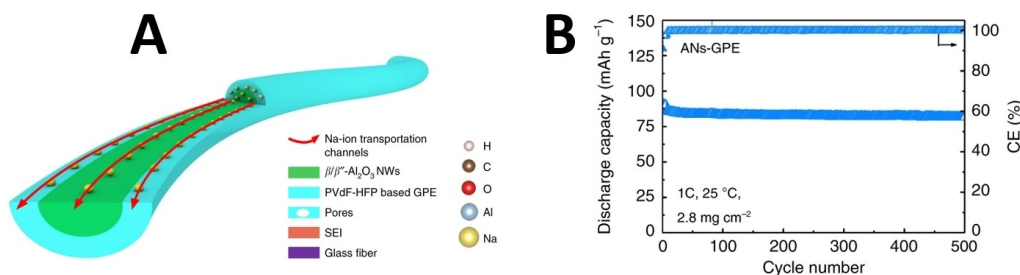 A
Na-ion transportation
channels
β/β″-Al₂O₃ NWs
PVdF-HFP based GPE
Pores
SEI
Glass fiber
H
C
O
Al
Na
B
Discharge capacity (mAh g⁻¹)
150
125
100
75
50
25
0
ANs-GPE
1C, 25 °C,
2.8 mg cm⁻²
0 100 200 300 400 500
Cycle number
100
80
60
40
20
0
CE (%)